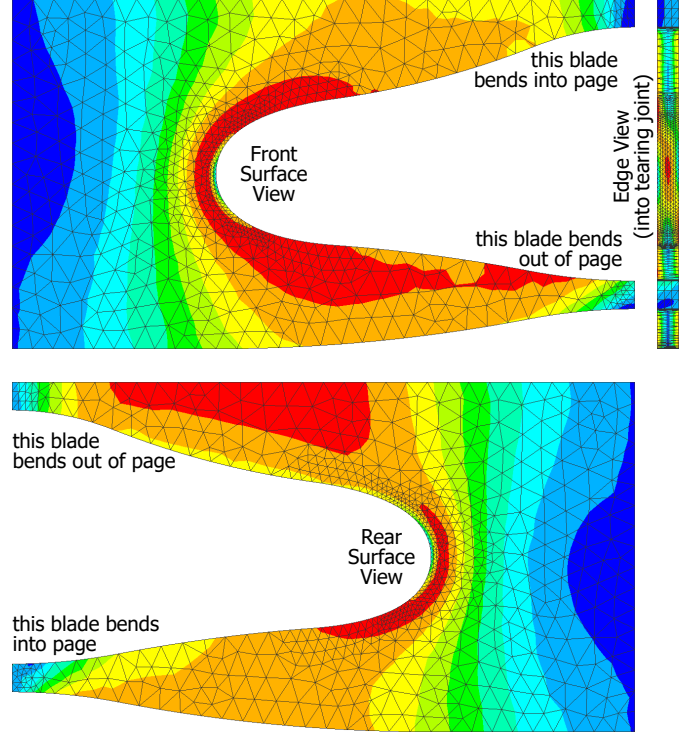 this blade
bends into page
Front
Surface
View
Edge View
(into tearing joint)
this blade bends
out of page
this blade
bends out of page
Rear
Surface
View
this blade bends
into page